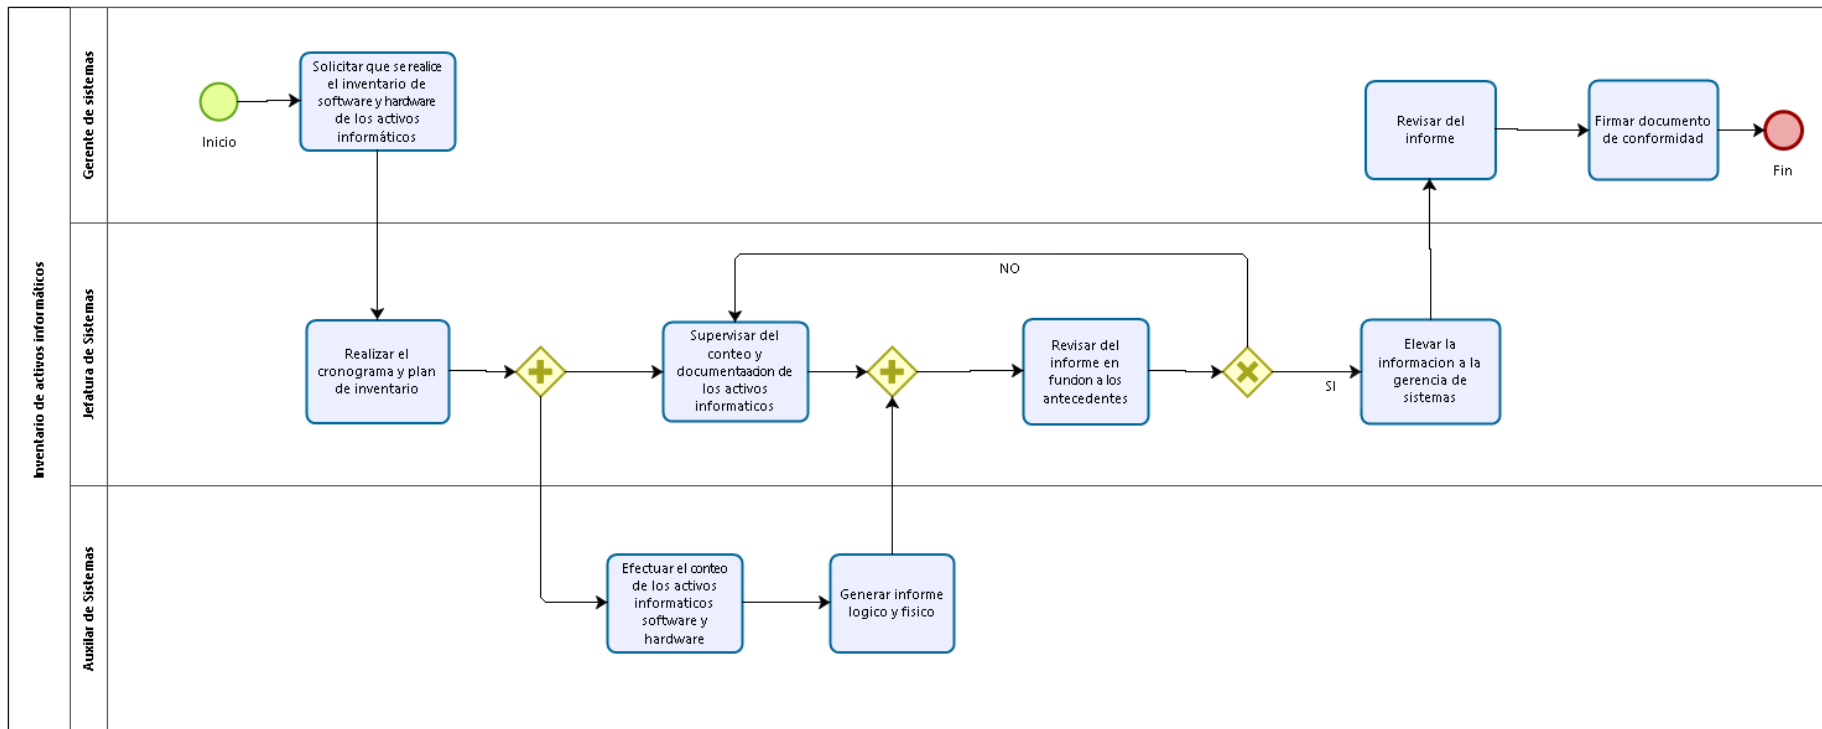 Inventario de activos informáticos
Gerente de sistemas
Inicio
Solicitar que se realice
el inventario de
software y hardware
de los activos
informáticos
Revisar del
informe
Firmar documento
de conformidad
Fin
Jefatura de Sistemas
Realizar el
cronograma y plan
de inventario
Supervisar del
conteo y
documentaacion de
los activos
informaticos
NO
Revisar del
informe en
funcion a los
antecedentes
SI
Elevar la
informacion a la
gerencia de
sistemas
Auxilar de Sistemas
Efectuar el conteo
de los activos
informaticos
software y
hardware
Generar informe
logico y fisico